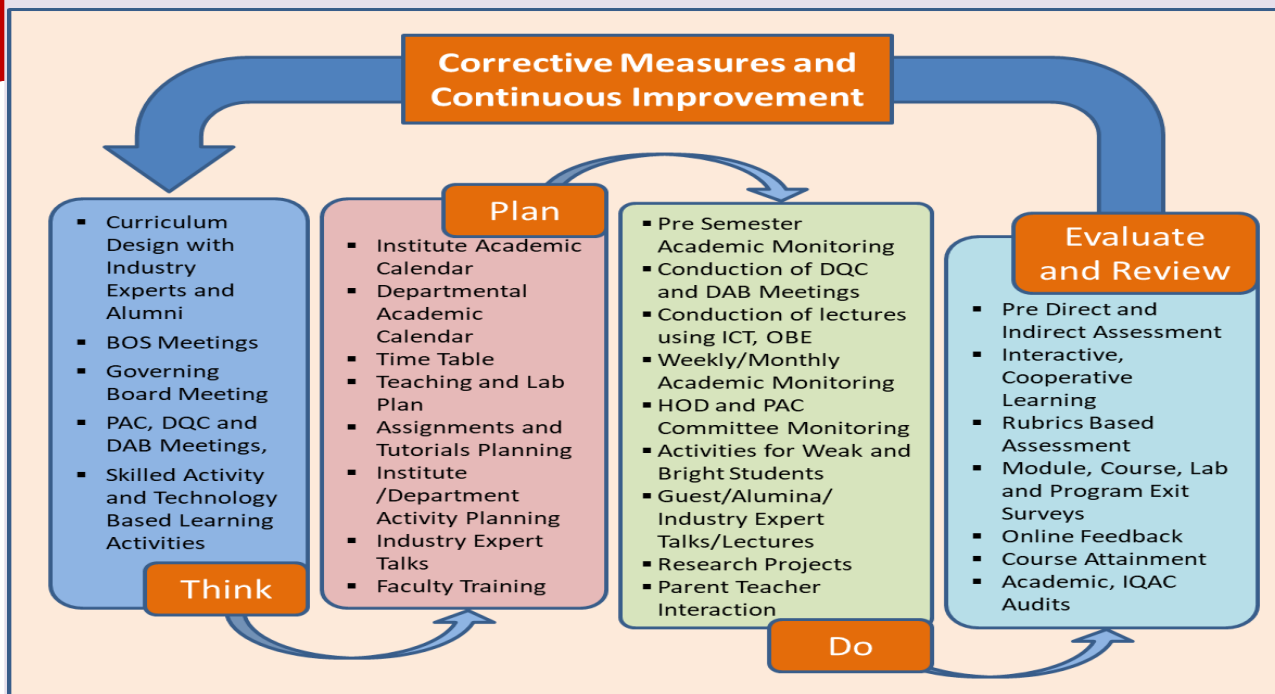 Corrective Measures and
Continuous Improvement
▪ Curriculum
Design with
Industry
Experts and
Alumni
▪ BOS Meetings
▪ Governing
Board Meeting
▪ PAC, DQC and
DAB Meetings,
▪ Skilled Activity
and Technology
Based Learning
Activities
Think
Plan
▪ Institute Academic
Calendar
▪ Departmental
Academic
Calendar
▪ Time Table
▪ Teaching and Lab
Plan
▪ Assignments and
Tutorials Planning
▪ Institute
/Department
Activity Planning
▪ Industry Expert
Talks
▪ Faculty Training
▪ Pre Semester
Academic Monitoring
▪ Conduction of DQC
and DAB Meetings
▪ Conduction of lectures
using ICT, OBE
▪ Weekly/Monthly
Academic Monitoring
▪ HOD and PAC
Committee Monitoring
▪ Activities for Weak and
Bright Students
▪ Guest/Alumina/
Industry Expert
Talks/Lectures
▪ Research Projects
▪ Parent Teacher
Interaction
Do
Evaluate
and Review
▪ Pre Direct and
Indirect Assessment
▪ Interactive,
Cooperative
Learning
▪ Rubrics Based
Assessment
▪ Module, Course, Lab
and Program Exit
Surveys
▪ Online Feedback
▪ Course Attainment
▪ Academic, IQAC
Audits